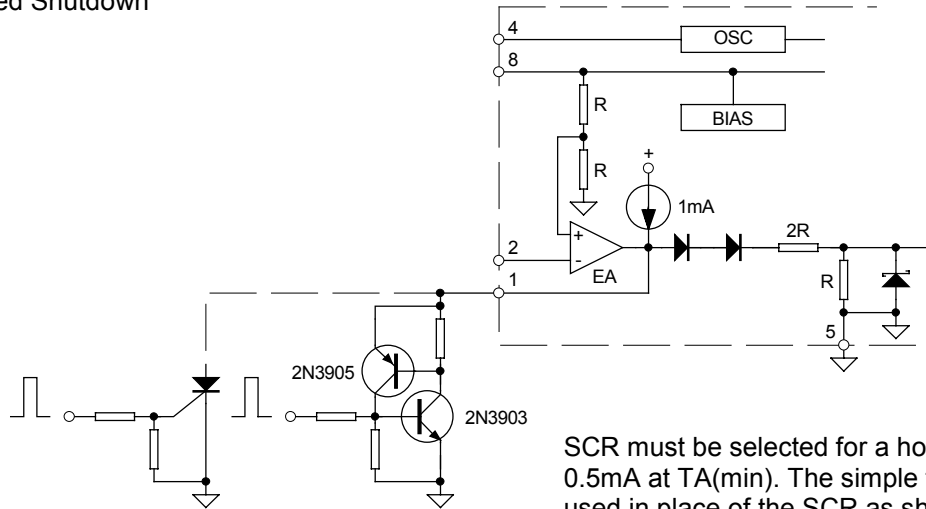 ed Shutdown
4
OSC
8
R
BIAS
R
+
1mA
2R
+
-
EA
2
1
R
5
2N3905
2N3903
SCR must be selected for a ho
0.5mA at TA(min). The simple
used in place of the SCR as sh